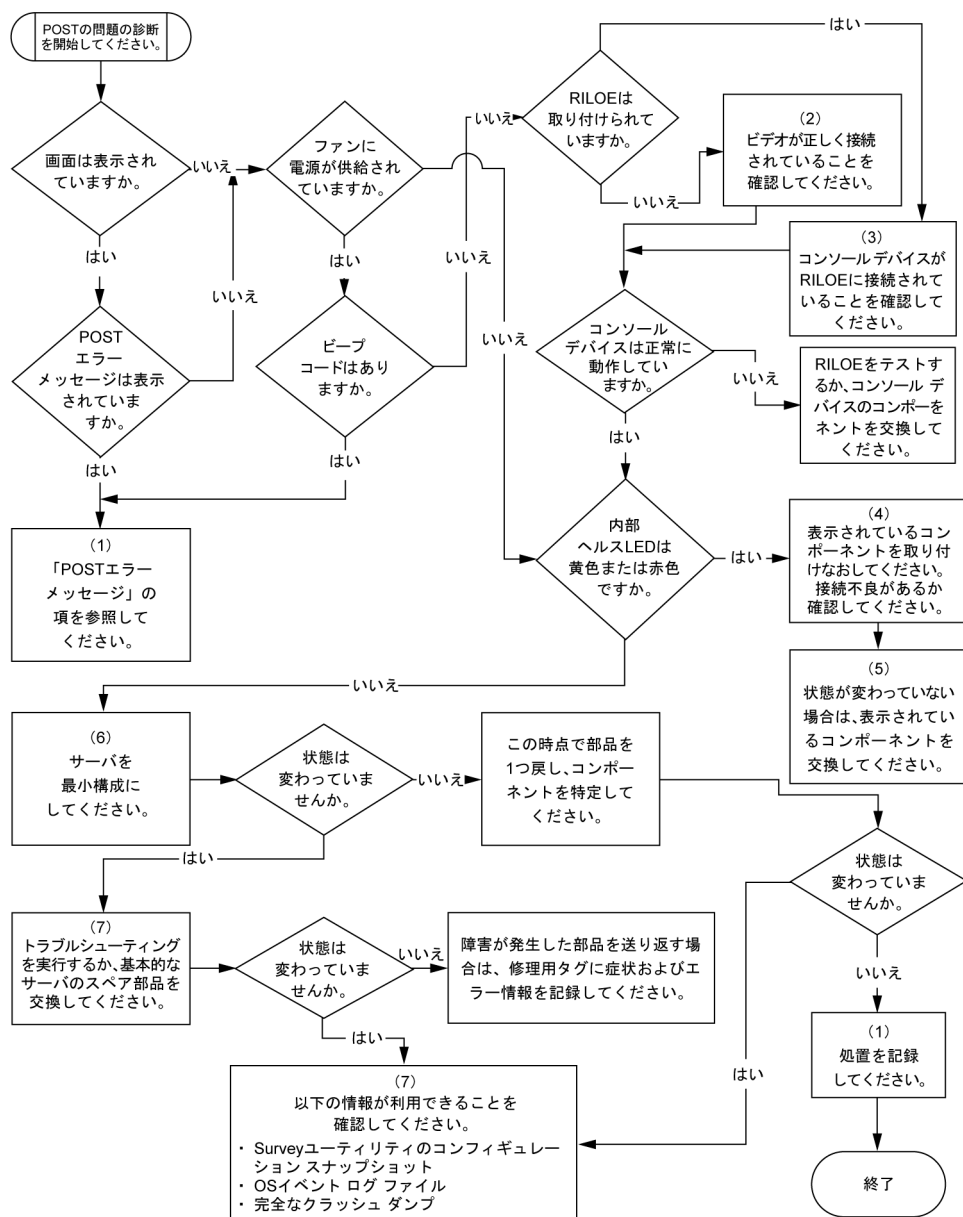 POSTの問題の診断
を開始してください。
画面は表示され
ていますか。
いいえ
はい
POST
エラー
メッセージは表示
されていま
すか。
いいえ
はい
(1)
「POSTエラー
メッセージ」の
項を参照して
ください。
ファンに
電源が供給され
ていますか。
はい
いいえ
ビープ
コードはあり
ますか。
いいえ
はい
RILOEは
取り付けられて
いますか。
はい
いいえ
(2)
ビデオが正しく接続
されていることを
確認してください。
(3)
コンソールデバイスが
RILOEに接続されて
いることを確認して
ください。
コンソール
デバイスは正常に
動作してい
ますか。
いいえ
はい
RILOEをテストす
るか、コンソール デ
バイスのコンポーを
ネントを交換して
ください。
内部
ヘルスLEDは
黄色または赤色
ですか。
はい
いいえ
(4)
表示されているコン
ポーネントを取り付
けなおしてください。
接続不良があるか
確認してください。
(5)
状態が変わっていない
場合は、表示されてい
るコンポーネントを
交換してください。
(6)
サーバを
最小構成に
してください。
状態は
変わっていま
せんか。
いいえ
はい
この時点で部品を
1つ戻し、コンポー
ネントを特定して
ください。
状態は
変わっていま
せんか。
いいえ
はい
(7)
トラブルシューティング
を実行するか、基本的な
サーバのスペア部品を
交換してください。
状態は
変わっていま
せんか。
いいえ
はい
障害が発生した部品を送り返す場
合は、修理用タグに症状およびエ
ラー情報を記録してください。
(7)
以下の情報が利用できることを
確認してください。
・ Surveyユーティリティのコンフィギュレー
ション スナップショット
・ OSイベント ログ ファイル
・ 完全なクラッシュ ダンプ
(1)
処置を記録
してください。
終了